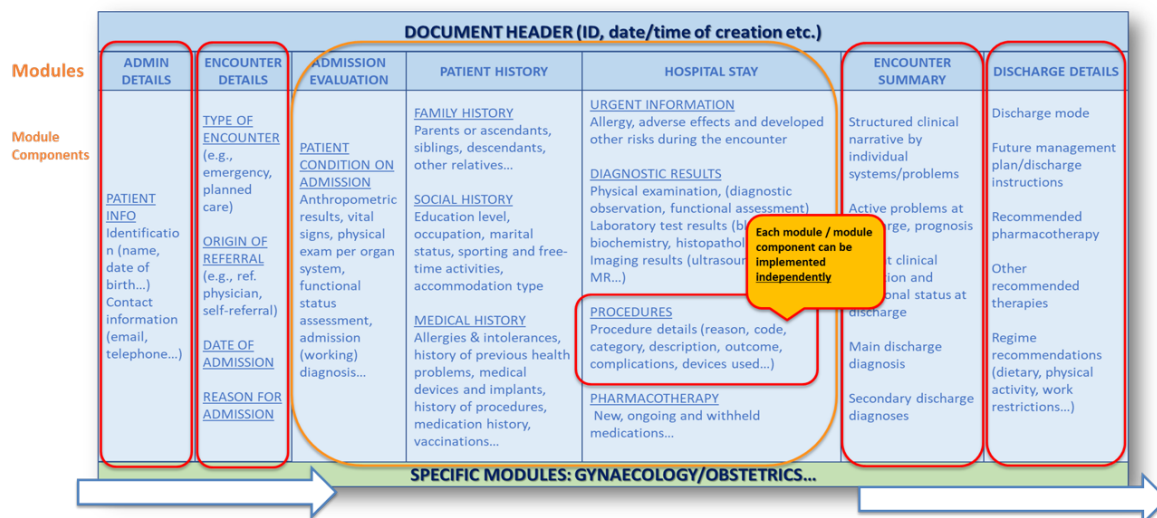 DOCUMENT HEADER (ID, date/time of creation etc.)
Modules
ADMIN
DETAILS
ENCOUNTER
DETAILS
ADMISSION
EVALUATION
PATIENT HISTORY
HOSPITAL STAY
ENCOUNTER
SUMMARY
DISCHARGE DETAILS
Module
Components
PATIENT
INFO
Identificatio
n (name,
date of
birth...)
Contact
information
(email,
telephone...)
TYPE OF
ENCOUNTER
(e.g.,
emergency,
planned
care)
ORIGIN OF
REFERRAL
(e.g., ref.
physician,
self-referral)
DATE OF
ADMISSION
REASON FOR
ADMISSION
PATIENT
CONDITION ON
ADMISSION
Anthropometric
results, vital
signs, physical
exam per organ
system,
functional
status
assessment,
admission
(working)
diagnosis...
FAMILY HISTORY
Parents or ascendants,
siblings, descendants,
other relatives...
SOCIAL HISTORY
Education level,
occupation, marital
status, sporting and free-
time activities,
accommodation type
MEDICAL HISTORY
Allergies & intolerances,
history of previous health
problems, medical
devices and implants,
history of procedures,
medication history,
vaccinations...
URGENT INFORMATION
Allergy, adverse effects and developed
other risks during the encounter
DIAGNOSTIC RESULTS
Physical examination, (diagnostic
observation, functional assessment)
Laboratory test results
biochemistry,
Imaging results
MR...)
Each module / module
component can be
implemented
independently
PROCEDURES
Procedure details (reason, code,
category, description, outcome,
complications, devices used...)
PHARMACOTHERAPY
New, ongoing and withheld
medications...
Structured clinical
narrative by
individual
systems/problems
Active problems at
prognosis
clinical
and
status at
discharge
Main discharge
diagnosis
Secondary discharge
diagnoses
Discharge mode
Future management
plan/discharge
instructions
Recommended
pharmacotherapy
Other
recommended
therapies
Regime
recommendations
(dietary, physical
activity, work
restrictions...)
SPECIFIC MODULES: GYNAECOLOGY/OBSTETRICS...